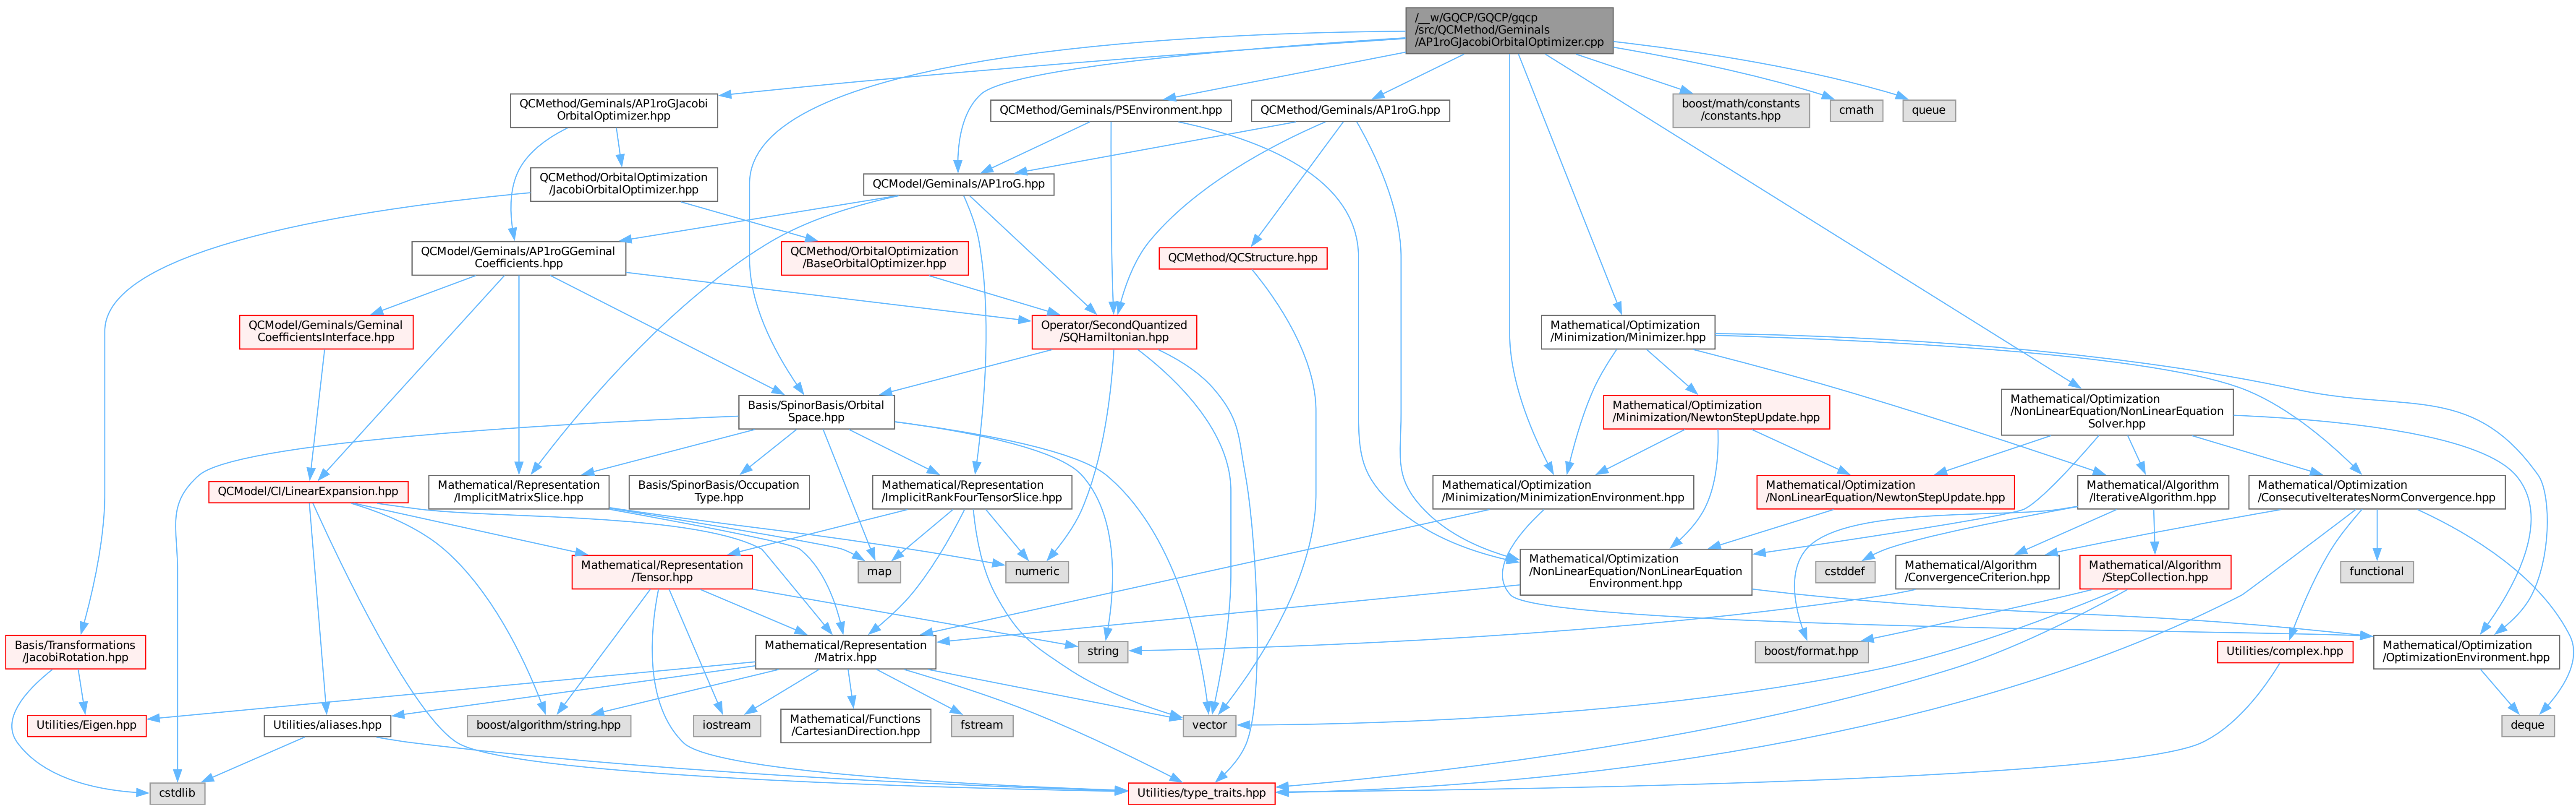 /__w/GQCP/GQCP/gqcp
/src/QCMethod/Geminals
/AP1roGJacobiOrbitalOptimizer.cpp
QCMethod/Geminals/AP1roGJacobi
OrbitalOptimizer.hpp
QCMethod/Geminals/PSEnvironment.hpp
QCMethod/Geminals/AP1roG.hpp
boost/math/constants
/constants.hpp
cmath
queue
QCMethod/OrbitalOptimization
/JacobiOrbitalOptimizer.hpp
QCModel/Geminals/AP1roG.hpp
QCModel/Geminals/AP1roGGeminal
Coefficients.hpp
QCMethod/OrbitalOptimization
/BaseOrbitalOptimizer.hpp
QCMethod/QCStructure.hpp
QCModel/Geminals/Geminal
CoefficientsInterface.hpp
Operator/SecondQuantized
/SQHamiltonian.hpp
Mathematical/Optimization
/Minimization/Minimizer.hpp
Basis/SpinorBasis/Orbital
Space.hpp
Mathematical/Optimization
/Minimization/NewtonStepUpdate.hpp
Mathematical/Optimization
/NonLinearEquation/NonLinearEquation
Solver.hpp
QCModel/CI/LinearExpansion.hpp
Mathematical/Representation
/ImplicitMatrixSlice.hpp
Basis/SpinorBasis/Occupation
Type.hpp
Mathematical/Representation
/ImplicitRankFourTensorSlice.hpp
Mathematical/Optimization
/Minimization/MinimizationEnvironment.hpp
Mathematical/Optimization
/NonLinearEquation/NewtonStepUpdate.hpp
Mathematical/Algorithm
/IterativeAlgorithm.hpp
Mathematical/Optimization
/ConsecutiveIteratesNormConvergence.hpp
Mathematical/Representation
/Tensor.hpp
map
numeric
Mathematical/Optimization
/NonLinearEquation/NonLinearEquation
Environment.hpp
cstddef
Mathematical/Algorithm
/ConvergenceCriterion.hpp
Mathematical/Algorithm
/StepCollection.hpp
functional
Basis/Transformations
/JacobiRotation.hpp
Mathematical/Representation
/Matrix.hpp
string
boost/format.hpp
Utilities/complex.hpp
Mathematical/Optimization
/OptimizationEnvironment.hpp
Utilities/Eigen.hpp
Utilities/aliases.hpp
boost/algorithm/string.hpp
iostream
Mathematical/Functions
/CartesianDirection.hpp
fstream
vector
deque
cstdlib
Utilities/type_traits.hpp